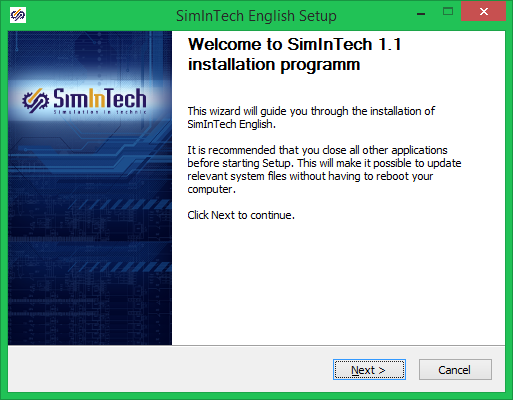 SimInTech English Setup
Welcome to SimInTech 1.1
installation programm
SimInTech
Simulation in technic
This wizard will guide you through the installation of
SimInTech English.
It is recommended that you close all other applications
before starting Setup. This will make it possible to update
relevant system files without having to reboot your
computer.
Click Next to continue.
Next >
Cancel